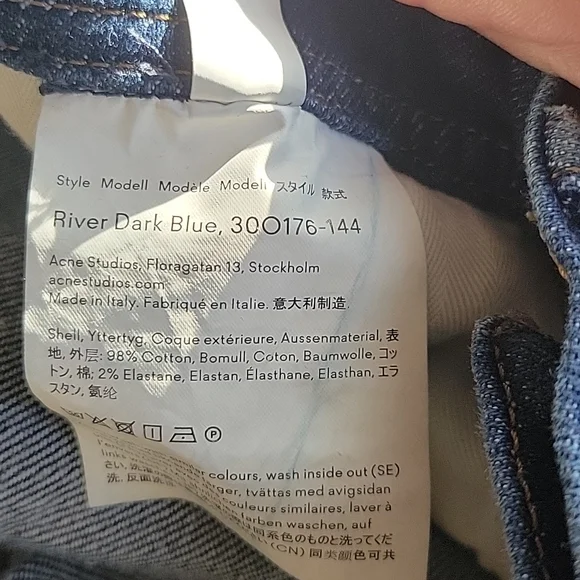 Style Modell Modèle Modell スタイル 款式
River Dark Blue, 30O176-144
Acne Studios, Floragatan 13, Stockholm
acnestudios.com
Made in Italy. Fabriqué en Italie. 意大利制造.
Shell, Yttertyg, Coque extérieure, Aussenmaterial, 表
地, 外层: 98% Cotton, Bomull, Coton, Baumwolle, コッ
トン, 棉; 2% Elastane, Elastan, Élasthane, Elasthan, エラ
スタン, 氨纶
P
colours, wash inside out (SE)
tvättas med avigsidan
couleurs similaires, laver à
farben waschen, auf
同系色のものと洗ってくだ
(CN) 同类颜色可共